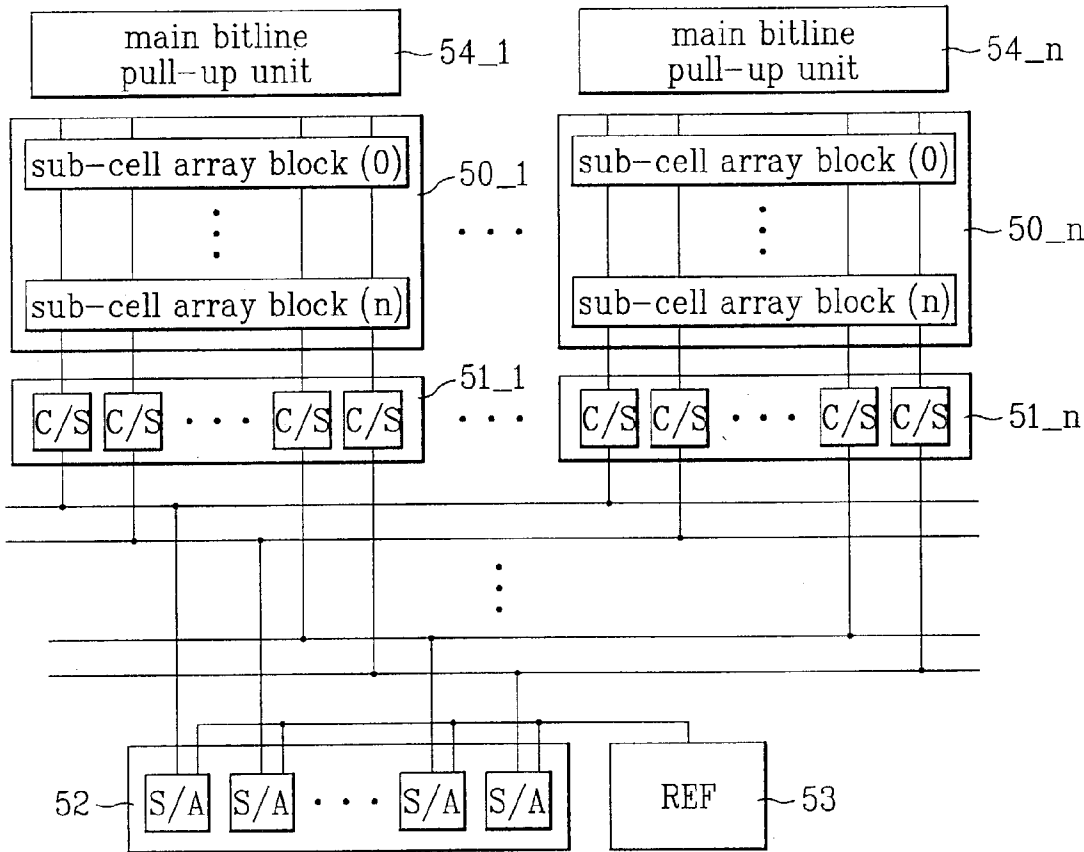 main bitline
pull-up unit
54_1
main bitline
pull-up unit
54_n
sub-cell array block (0)
50_1
sub-cell array block (n)
sub-cell array block (0)
50_n
sub-cell array block (n)
51_1
C/S C/S ··· C/S C/S
C/S C/S ··· C/S C/S
51_n
52
S/A S/A ··· S/A S/A
REF
53